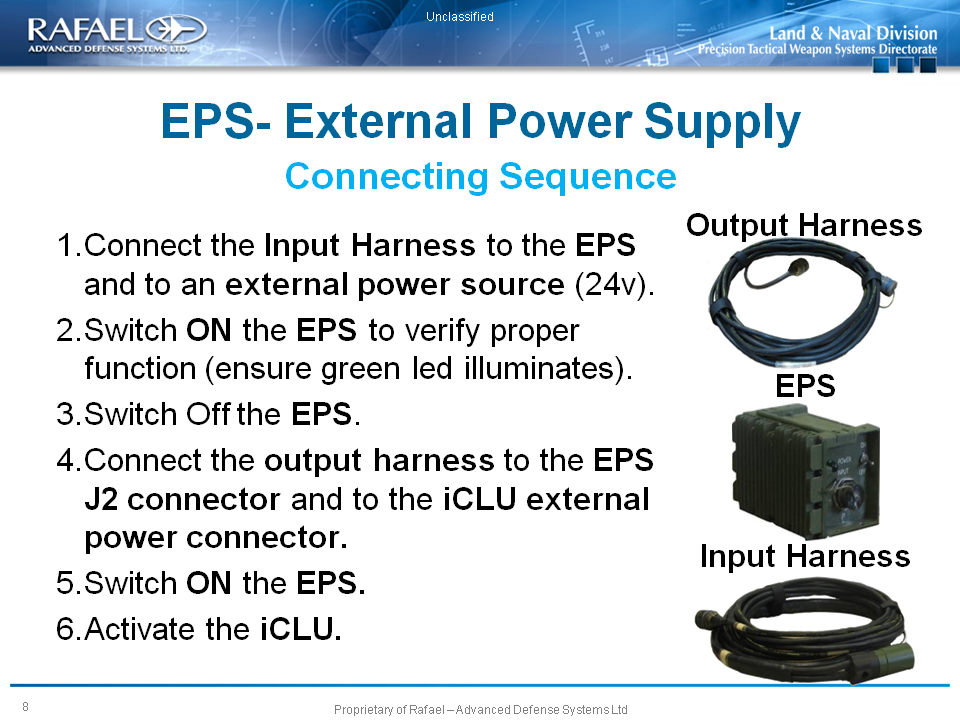 Unclassified
RAFAEL
ADVANCED DEFENSE SYSTEMS LTD.
Land & Naval Division
Precision Tactical Weapon Systems Directorate
EPS- External Power Supply
Connecting Sequence
1.Connect the Input Harness to the EPS
and to an external power source (24v).
2.Switch ON the EPS to verify proper
function (ensure green led illuminates).
3.Switch Off the EPS.
4.Connect the output harness to the EPS
J2 connector and to the iCLU external
power connector.
5.Switch ON the EPS.
6.Activate the iCLU.
Output Harness
EPS
POWER
INPUT
ON
OFF
Input Harness
8
Proprietary of Rafael – Advanced Defense Systems Ltd